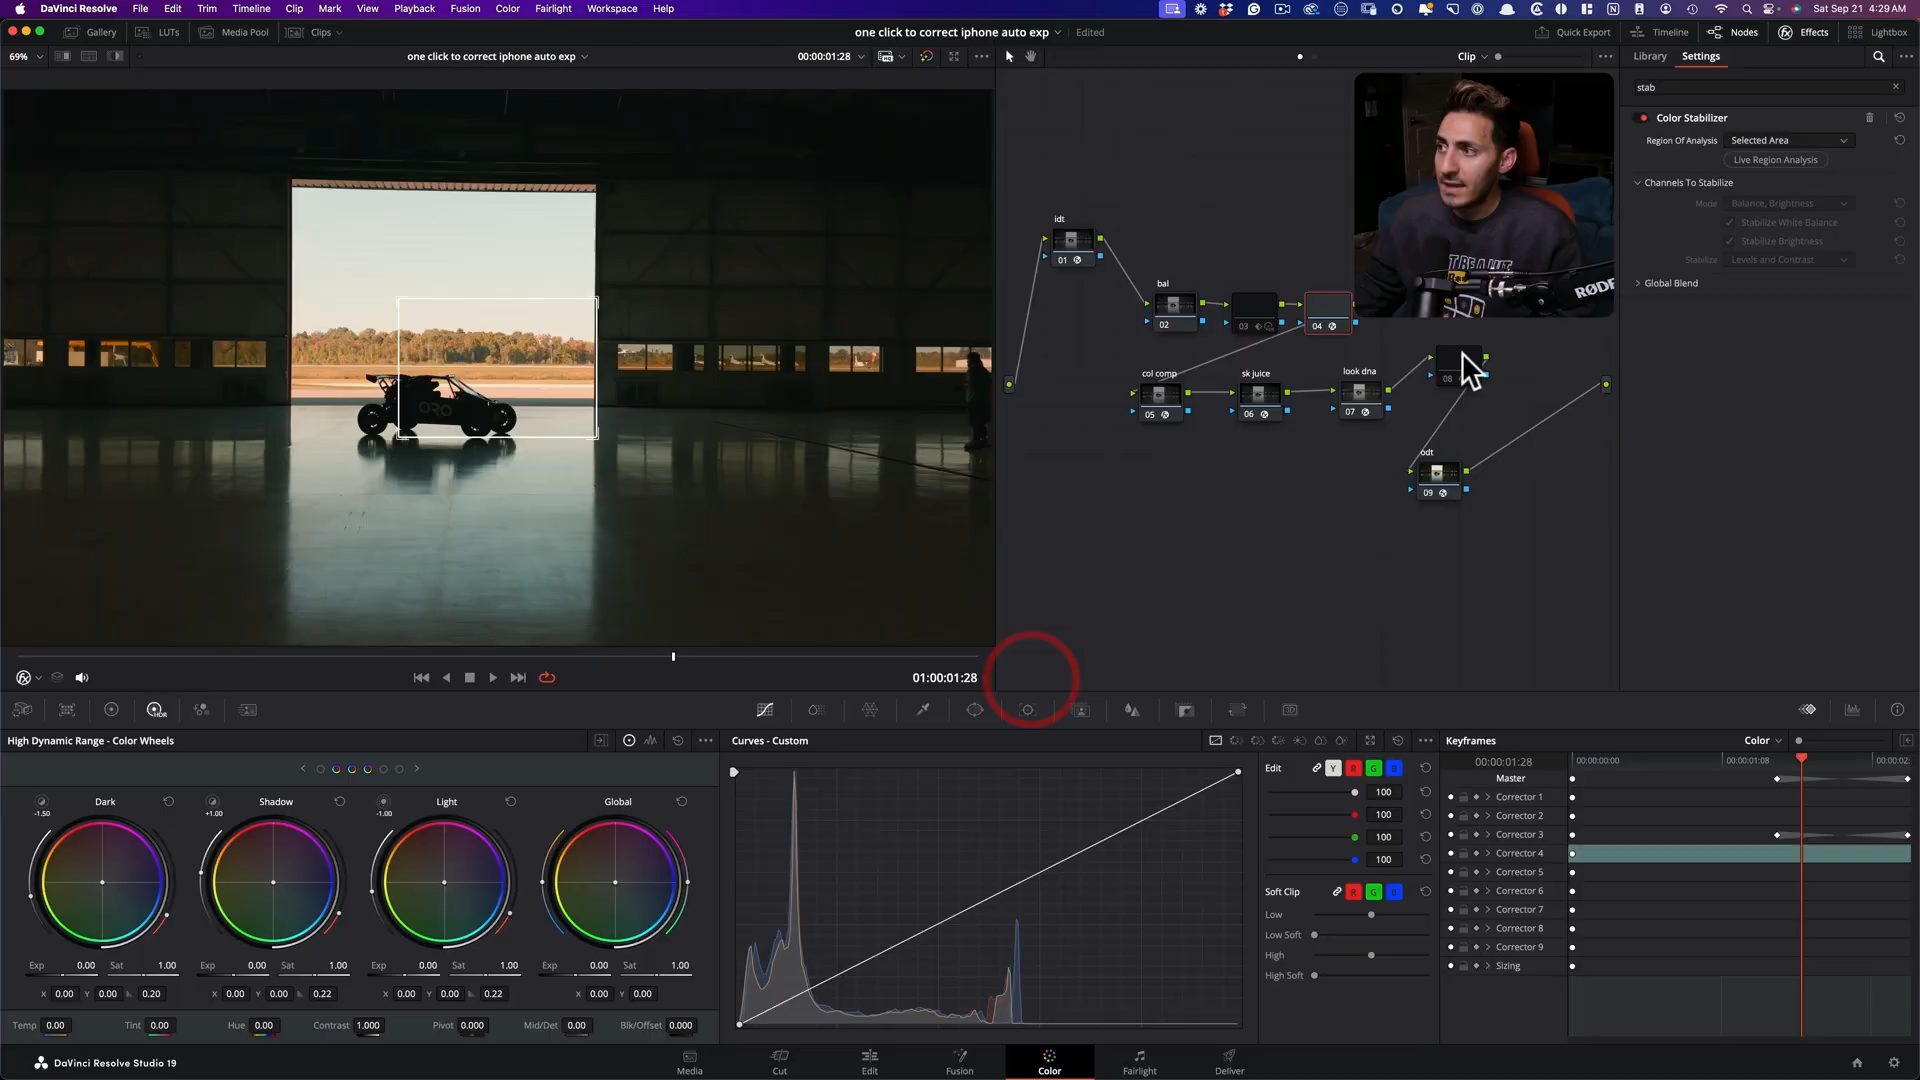 DaVinci Resolve File Edit Trim Timeline Clip Mark View Playback Fusion Color Fairlight Workspace Help Sat Sep 21 4:29 AM
Gallery LUTs Media Pool Clips one click to correct iphone auto exp Edited Quick Export Timeline Nodes Effects Lightbox
69% one click to correct iphone auto exp 00:00:01:28 Clip Library Settings
stab
Color Stabilizer
Region Of Analysis Selected Area
Live Region Analysis
Channels To Stabilize
Mode Balance, Brightness
Stabilize White Balance
Stabilize Brightness
Stabilize Levels and Contrast
Global Blend
RØDE
ORO
idt
01
bal
02 03 04
col comp sk juice look dna
05 06 07 08
odt
09
01:00:01:28
HDR
3D
High Dynamic Range - Color Wheels
Dark Shadow Light Global
-1.50 +1.00 -1.00
Exp 0.00 Sat 1.00 Exp 0.00 Sat 1.00 Exp 0.00 Sat 1.00 Exp 0.00 Sat 1.00
X 0.00 Y 0.00 0.20 X 0.00 Y 0.00 0.22 X 0.00 Y 0.00 0.22 X 0.00 Y 0.00
Temp 0.00 Tint 0.00 Hue 0.00 Contrast 1.000 Pivot 0.000 Mid/Det 0.00 Blk/Offset 0.000
Curves - Custom
Edit Y R G B
100
100
100
100
Soft Clip R G B
Low
Low Soft
High
High Soft
Keyframes Color
00:00:01:28 00:00:00:00 00:00:01:08 00:00:02:
Master
Corrector 1
Corrector 2
Corrector 3
Corrector 4
Corrector 5
Corrector 6
Corrector 7
Corrector 8
Corrector 9
Sizing
DaVinci Resolve Studio 19 Media Cut Edit Fusion Color Fairlight Deliver